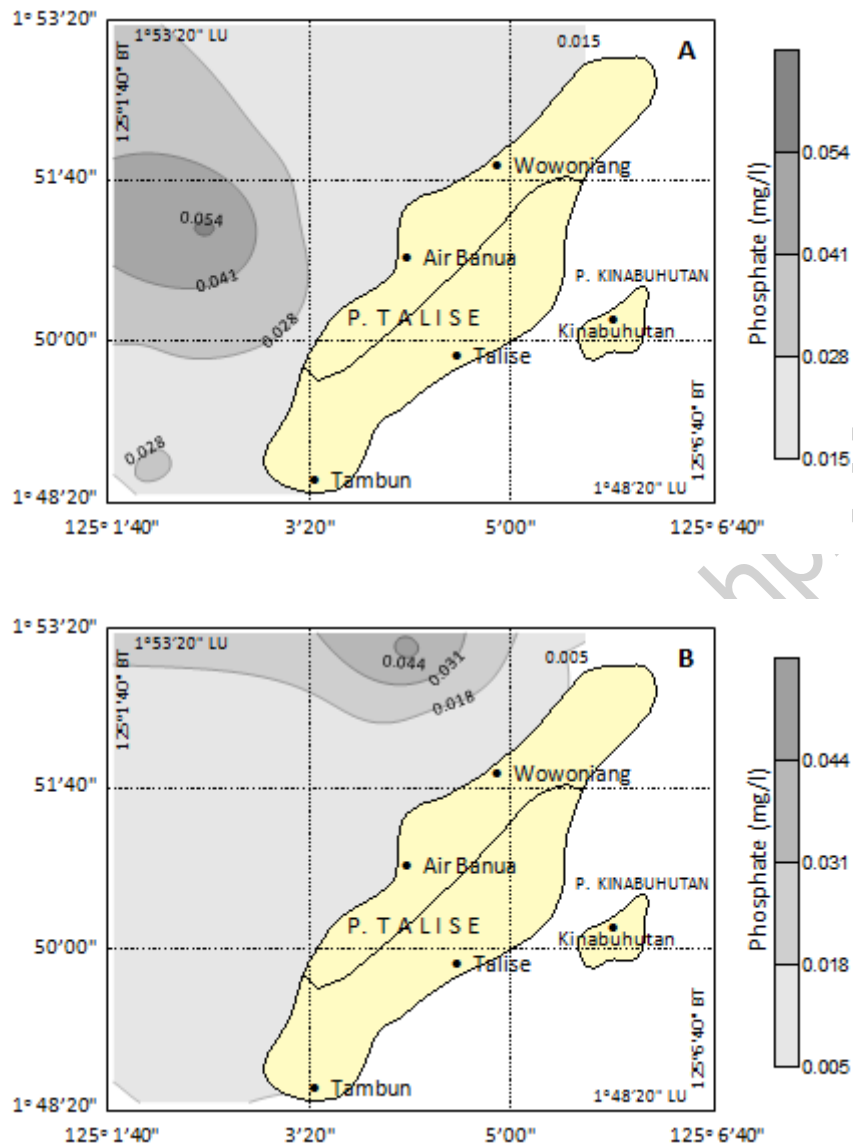 1° 53'20"
1°53'20" LU
0.015
A
125°1'40" BT
Wowoniang
51'40"
0.054
0.054
Air Banua
0.041
0.041
P. KINABUHUTAN
0.028
P. TALISE
Kinabuhutan
50'00"
Talise
0.028
Phosphate (mg/l)
125°6'40" BT
0.028
Tambun
0.015
1° 48'20"
1°48'20" LU
125° 1'40"
3'20"
5'00"
125° 6'40"
hp
1° 53'20"
1°53'20" LU
0.005
B
125°1'40" BT
0.044
0.031
0.018
0.044
Wowoniang
51'40"
Air Banua
0.031
P. KINABUHUTAN
P. TALISE
Kinabuhutan
50'00"
Talise
0.018
Phosphate (mg/l)
125°6'40" BT
Tambun
0.005
1° 48'20"
1°48'20" LU
125° 1'40"
3'20"
5'00"
125° 6'40"